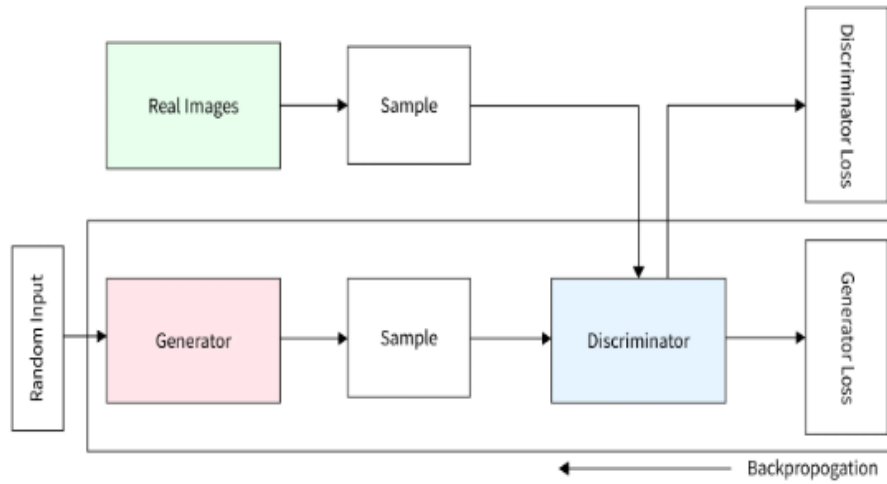 Real Images
Sample
Discriminator Loss
Random Input
Generator
Sample
Discriminator
Generator Loss
Backpropogation